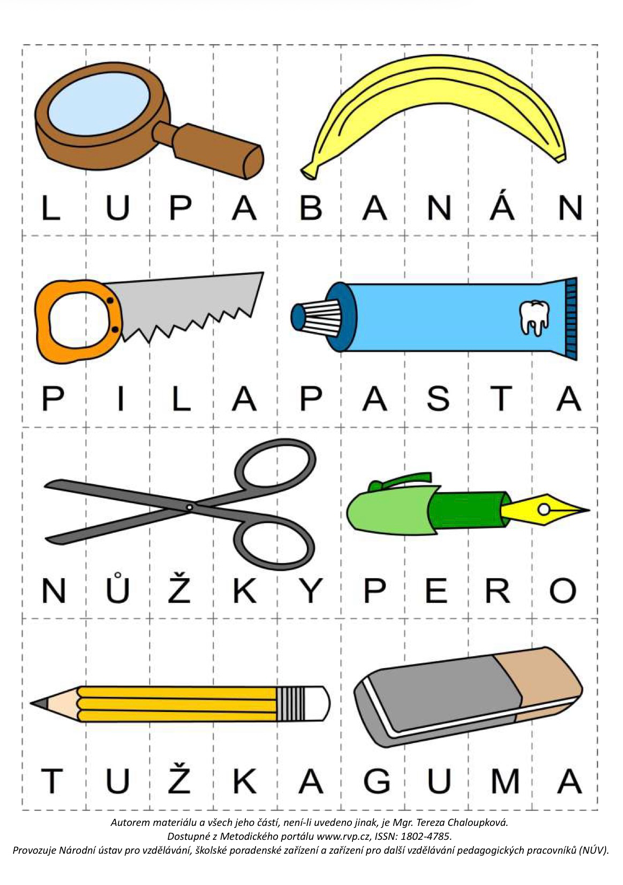 L U P A B A N Á N
P I L A P A S T A
N Ů Ž K Y P E R O
T U Ž K A G U M A
Autorem materiálu a všech jeho částí, není-li uvedeno jinak, je Mgr. Tereza Chaloupková.
Dostupné z Metodického portálu www.rvp.cz, ISSN: 1802-4785.
Provozuje Národní ústav pro vzdělávání, školské poradenské zařízení a zařízení pro další vzdělávání pedagogických pracovníků (NÚV).